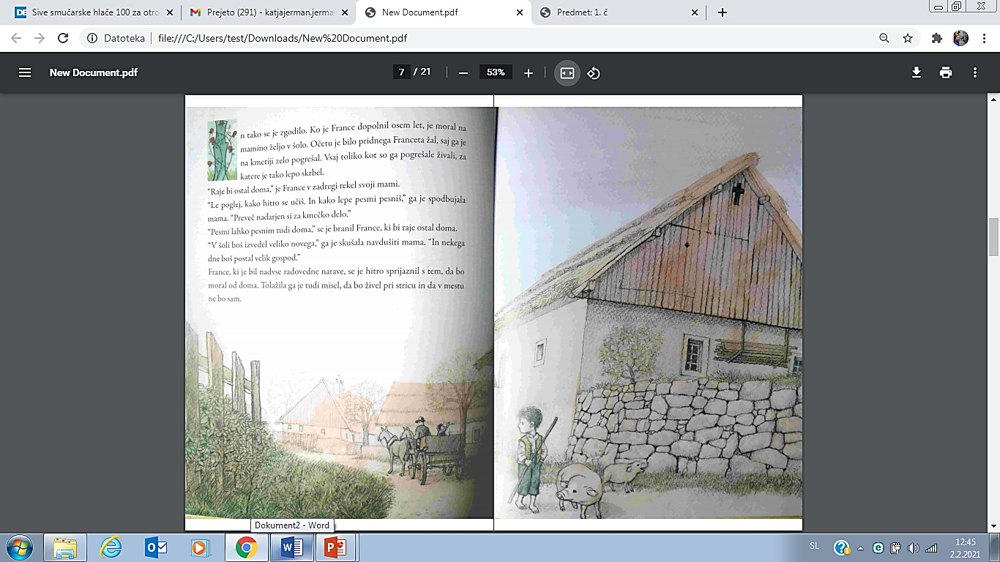 Sive smučarske hlače 100 za otro
Prejeto (291) - katjajerman.jerma
New Document.pdf
Predmet: 1. č
Datoteka
file:///C:/Users/test/Downloads/New%20Document.pdf
New Document.pdf
7 / 21
53%
n tako se je zgodilo. Ko je France dopolnil osem let, je moral na
mamino željo v šolo. Očetu je bilo pridnega Franceta žal, saj ga je
na kmetiji zelo pogrešal. Vsaj toliko kot so ga pogrešale živali, za
katere je tako lepo skrbel.
“Raje bi ostal doma,” je France v zadregi rekel svoji mami.
“Le poglej, kako hitro se učiš. In kako lepe pesmi pesniš,” ga je spodbujala
mama. “Preveč nadarjen si za kmečko delo.”
“Pesmi lahko pesnim tudi doma,” se je branil France, ki bi raje ostal doma.
“V šoli boš izvedel veliko novega,” ga je skušala navdušiti mama. “In nekega
dne boš postal velik gospod.”
France, ki je bil nadvse radovedne narave, se je hitro sprijaznil s tem, da bo
moral od doma. Tolažila ga je tudi misel, da bo živel pri stricu in da v mestu
ne bo sam.
Dokument2 - Word
SL
12:45
2.2.2021